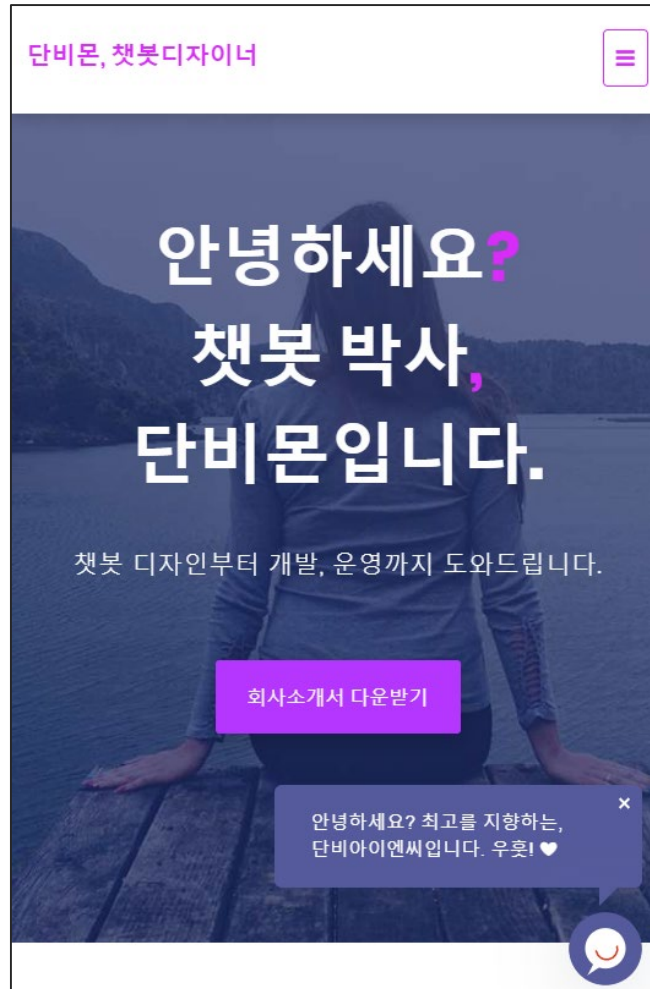 단비몬, 챗봇디자이너
안녕하세요?
챗봇 박사,
단비몬입니다.
챗봇 디자인부터 개발, 운영까지 도와드립니다.
회사소개서 다운받기
안녕하세요? 최고를 지향하는,
단비아이엔씨입니다. 우훗! ♥